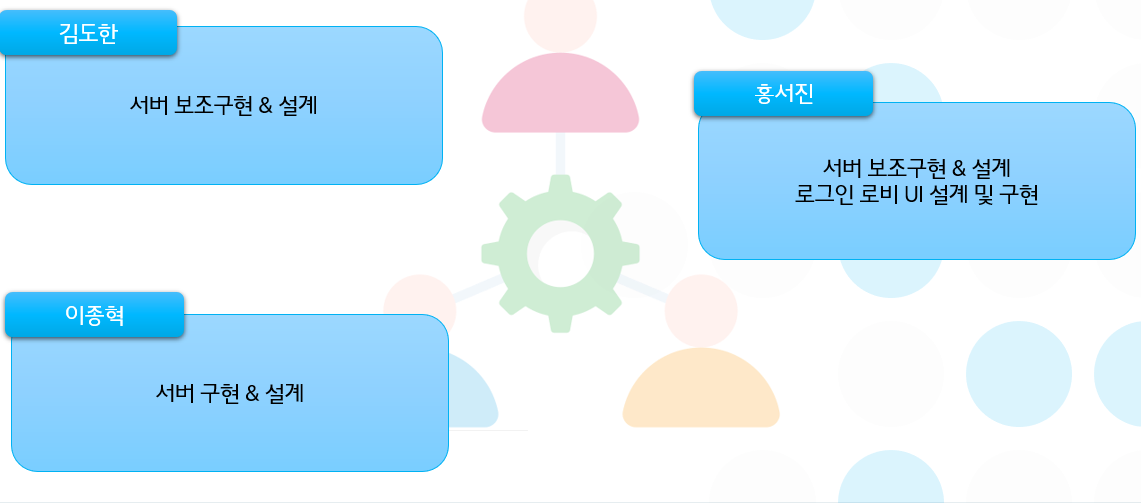 김도한
서버 보조구현 & 설계
홍서진
서버 보조구현 & 설계
로그인 로비 UI 설계 및 구현
이종혁
서버 구현 & 설계